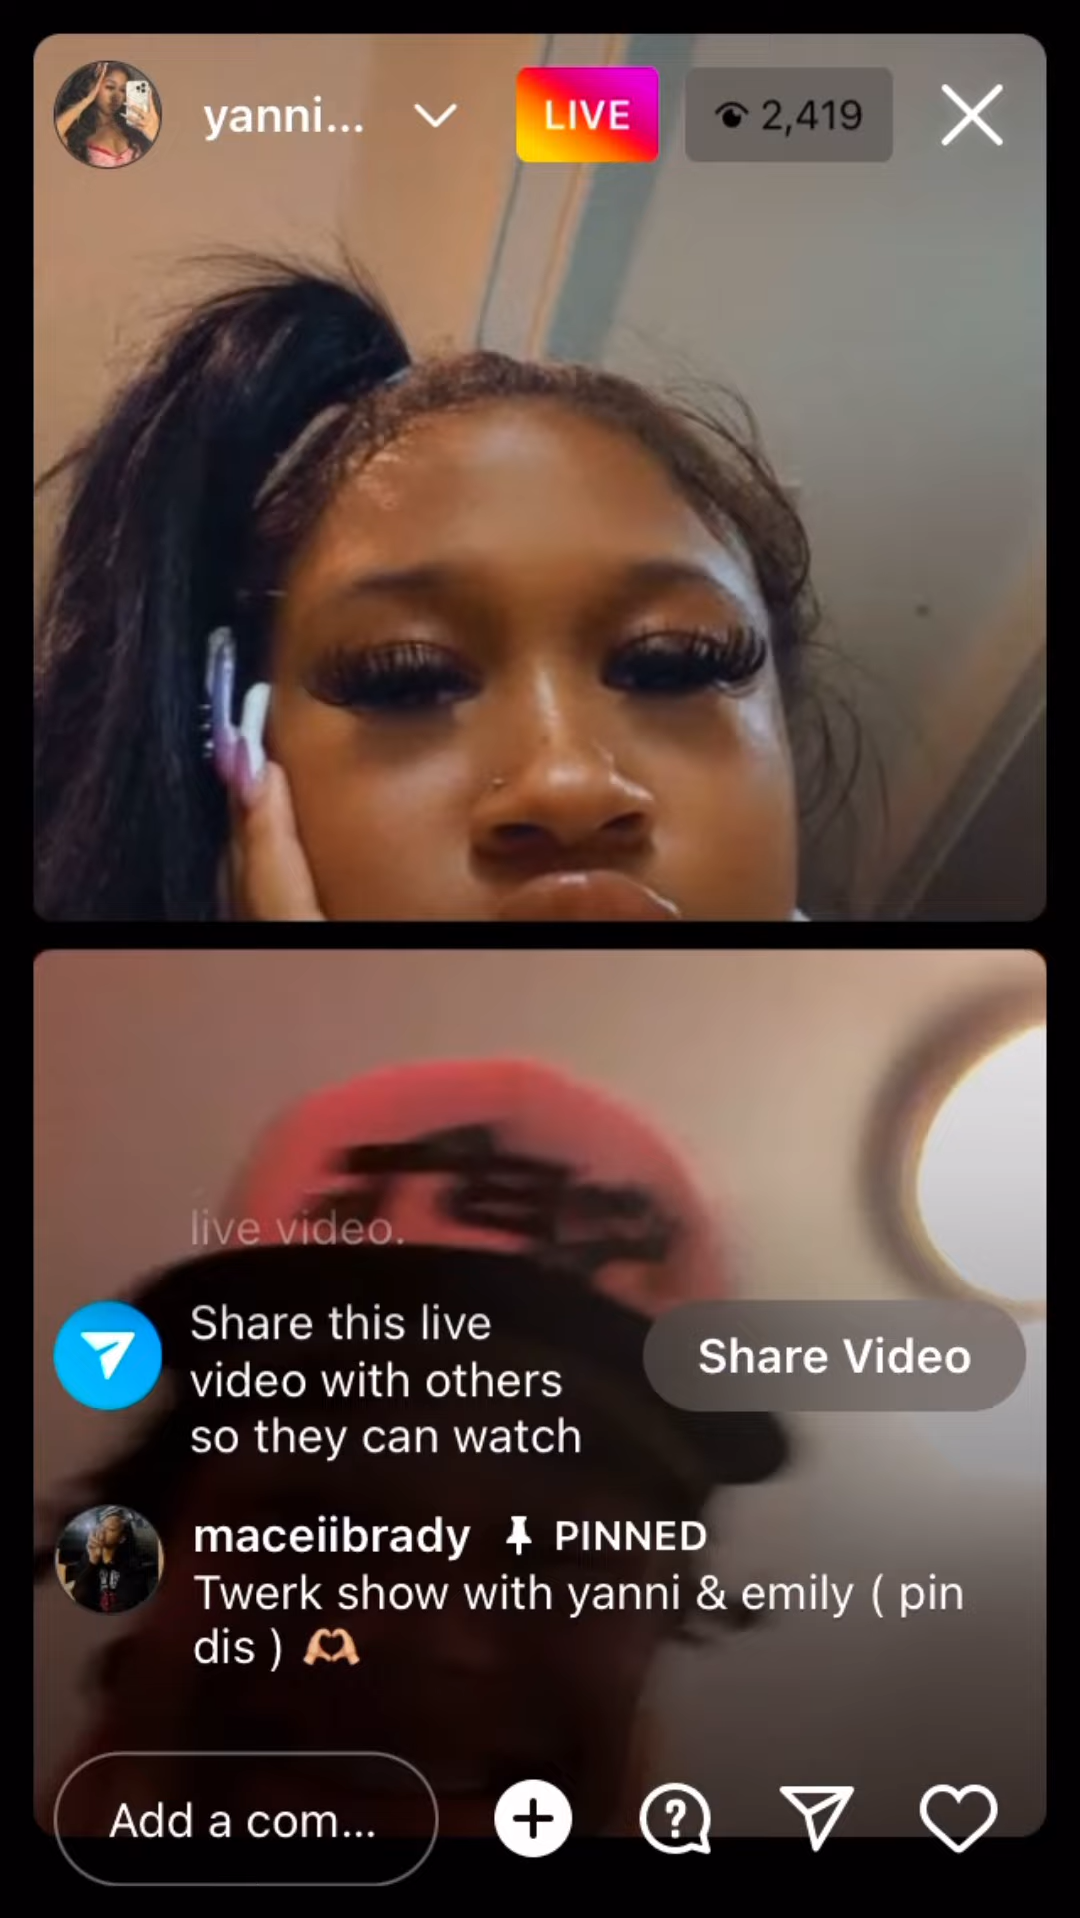 yanni...
LIVE
2,419
live video.
Share this live
video with others
so they can watch
Share Video
maceiibrady PINNED
Twerk show with yanni & emily ( pin
dis ) 🫶🏼
Add a com...